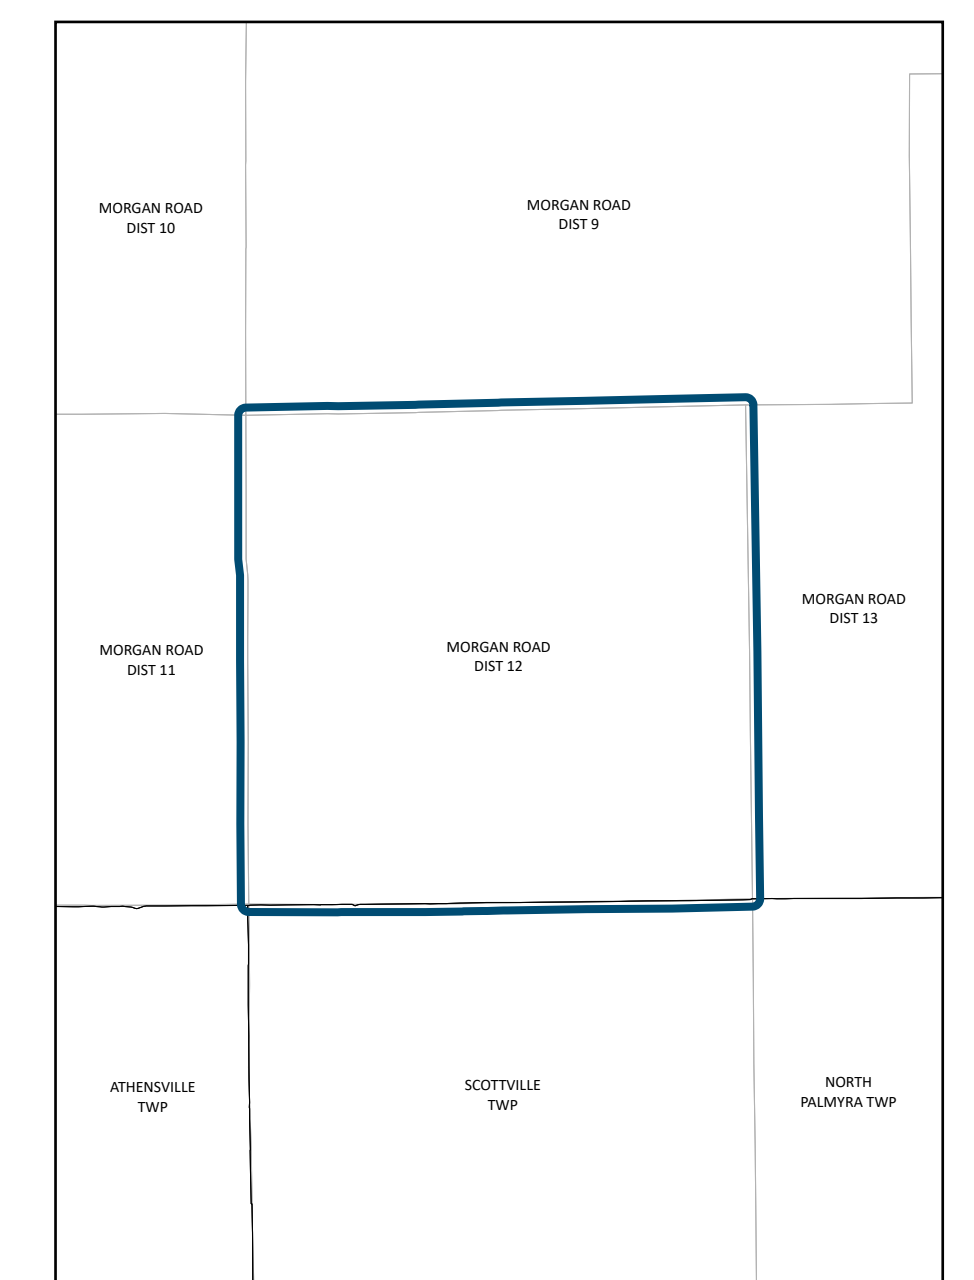 MORGAN ROAD
DIST 10
MORGAN ROAD
DIST 9
MORGAN ROAD
DIST 13
MORGAN ROAD
DIST 11
MORGAN ROAD
DIST 12
ATHENSVILLE
TWP
SCOTTVILLE
TWP
NORTH
PALMYRA TWP